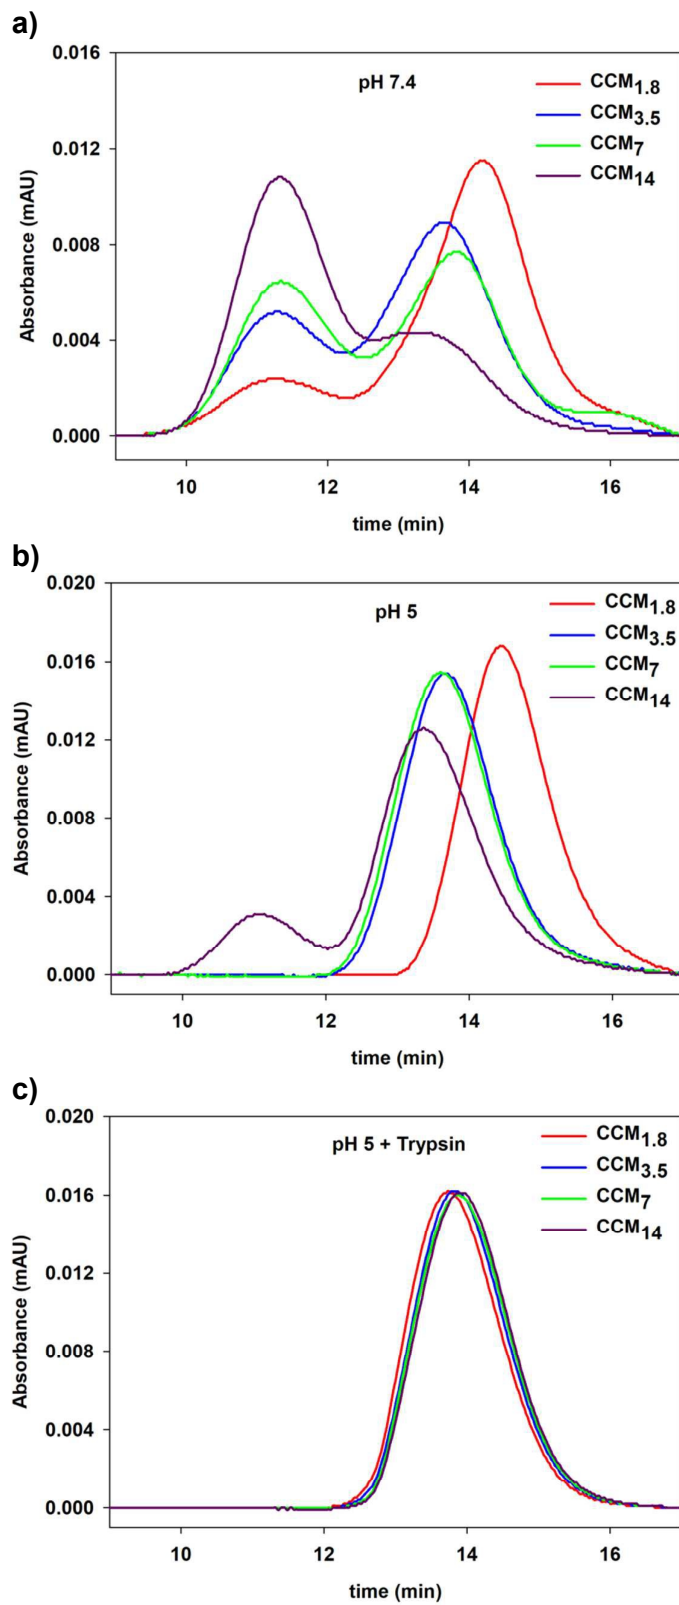 a)
0.016
0.012
0.008
0.004
0.000
Absorbance (mAU)
pH 7.4
CCM1.8
CCM3.5
CCM7
CCM14
10 12 14 16
time (min)
b)
0.020
0.016
0.012
0.008
0.004
0.000
Absorbance (mAU)
pH 5
CCM1.8
CCM3.5
CCM7
CCM14
10 12 14 16
time (min)
c)
0.020
0.016
0.012
0.008
0.004
0.000
Absorbance (mAU)
pH 5 + Trypsin
CCM1.8
CCM3.5
CCM7
CCM14
10 12 14 16
time (min)